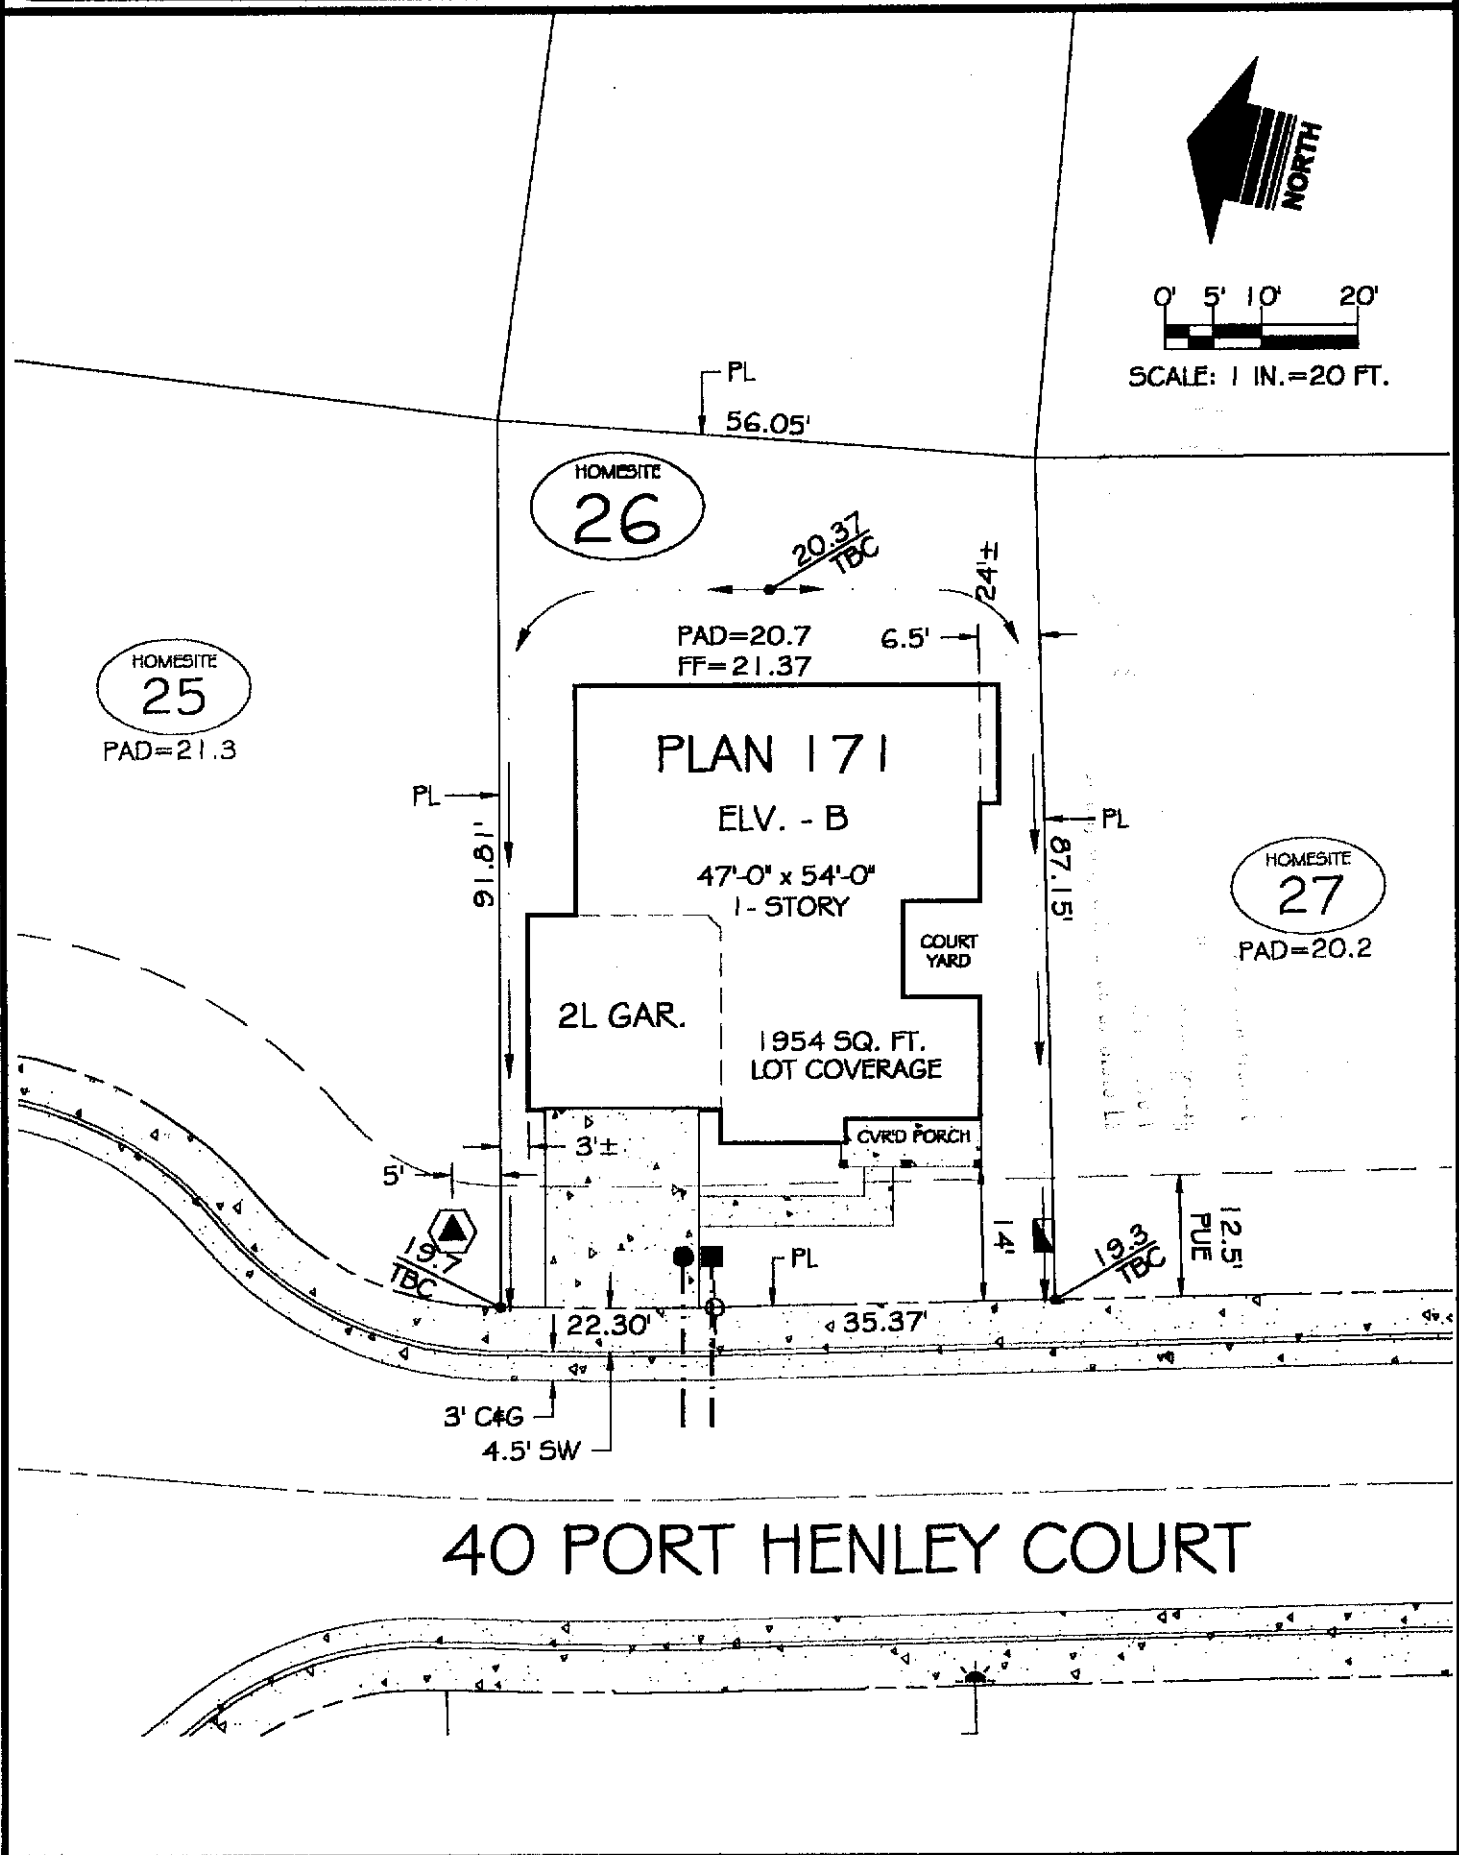 NORTH
0' 5' 10' 20'
SCALE: 1 IN.=20 FT.
PL
56.05'
HOMESITE
26
20.37
TBC
24'±
PAD=20.7
FF=21.37
6.5'
HOMESITE
25
PAD=21.3
PLAN 171
ELV. - B
47'-0" x 54'-0"
1- STORY
PL
91.81'
PL
87.15'
HOMESITE
27
PAD=20.2
COURT
YARD
2L GAR.
1954 SQ. FT.
LOT COVERAGE
CVR'D PORCH
3'±
5'
19.7
TBC
14'
PL
19.3
TBC
12.5'
PUE
22.30'
35.37'
3' C&G
4.5' SW
40 PORT HENLEY COURT